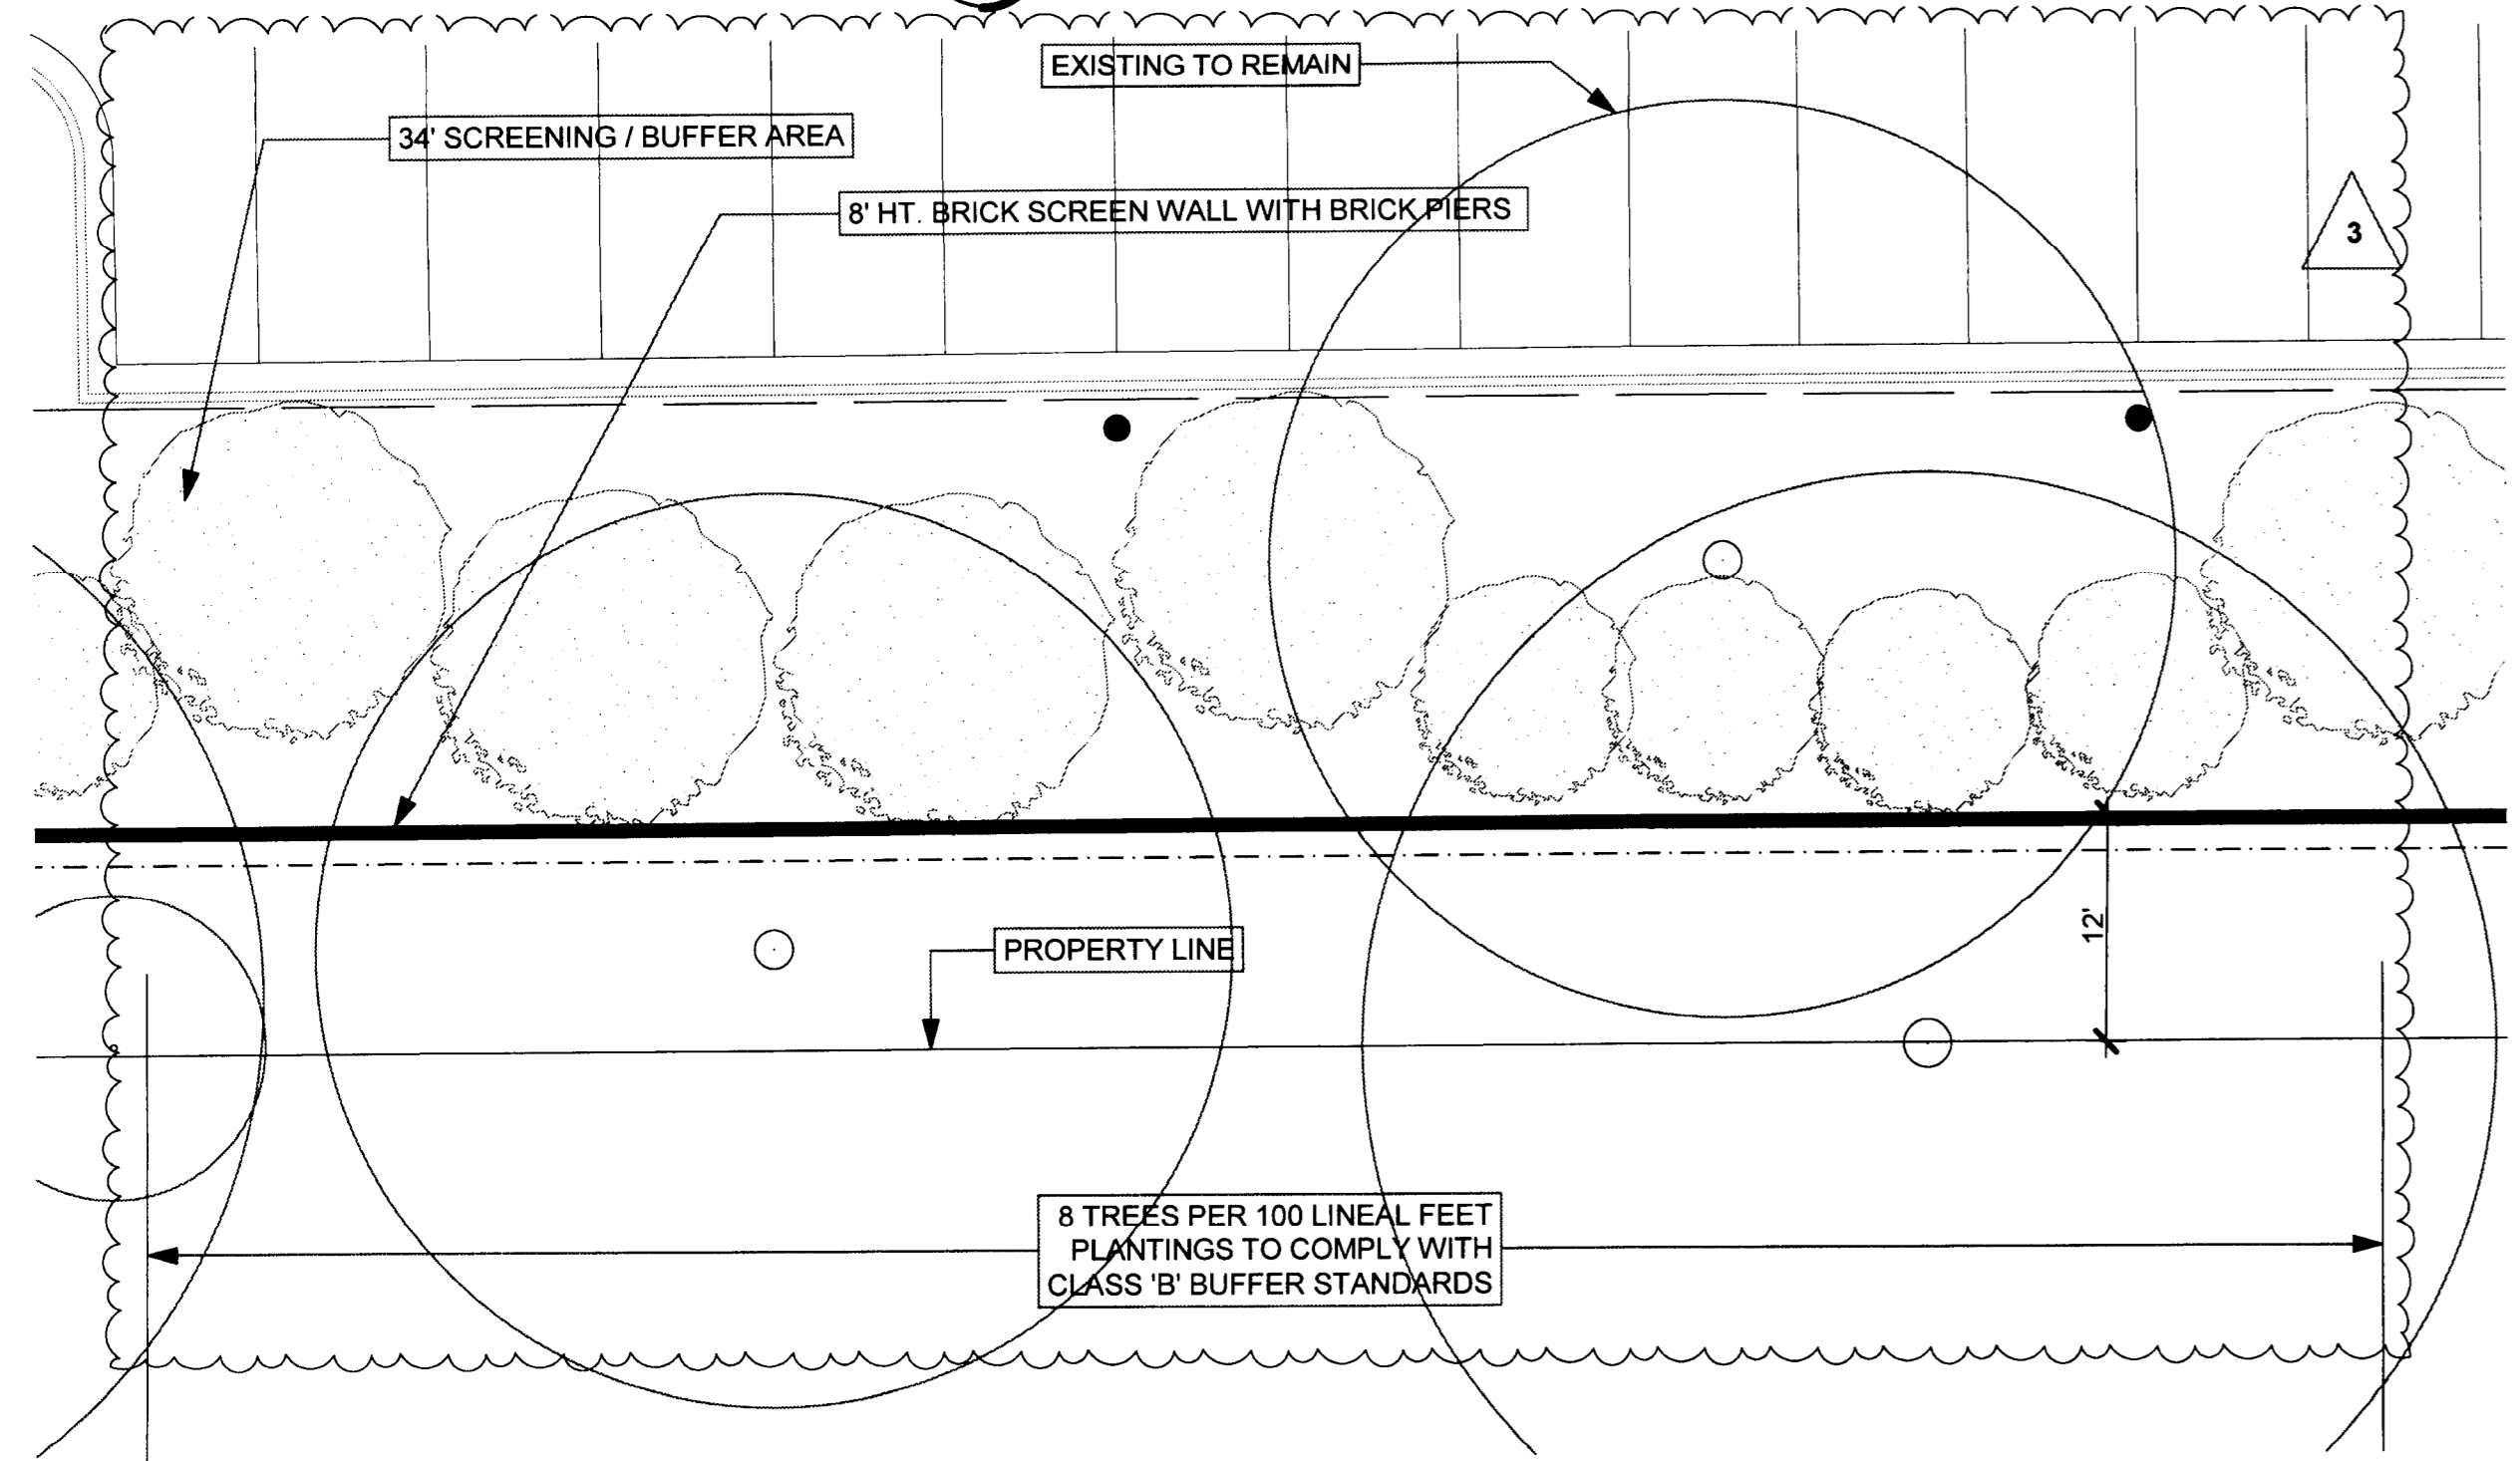 EXISTING TO REMAIN
34' SCREENING / BUFFER AREA
8' HT. BRICK SCREEN WALL WITH BRICK PIERS
3
12'
PROPERTY LINE
8 TREES PER 100 LINEAL FEET
PLANTINGS TO COMPLY WITH
CLASS 'B' BUFFER STANDARDS